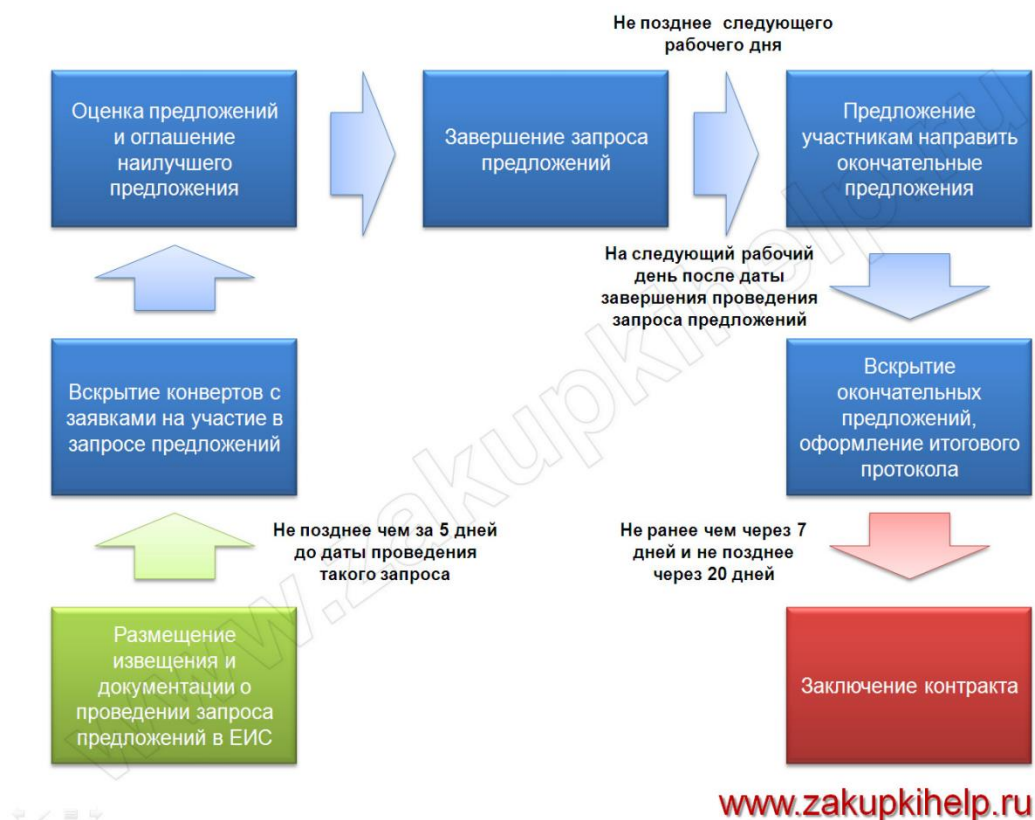 Не позднее следующего
рабочего дня
Оценка предложений
и оглашение
наилучшего
предложения
Завершение запроса
предложений
Предложение
участникам направить
окончательные
предложения
На следующий рабочий
день после даты
завершения проведения
запроса предложений
Вскрытие конвертов с
заявками на участие в
запросе предложений
Вскрытие
окончательных
предложений,
оформление итогового
протокола
Не позднее чем за 5 дней
до даты проведения
такого запроса
Не ранее чем через 7
дней и не позднее
через 20 дней
Размещение
извещения и
документации о
проведении запроса
предложений в ЕИС
Заключение контракта
www.zakupkihelp.ru
www.zakupkihelp.ru